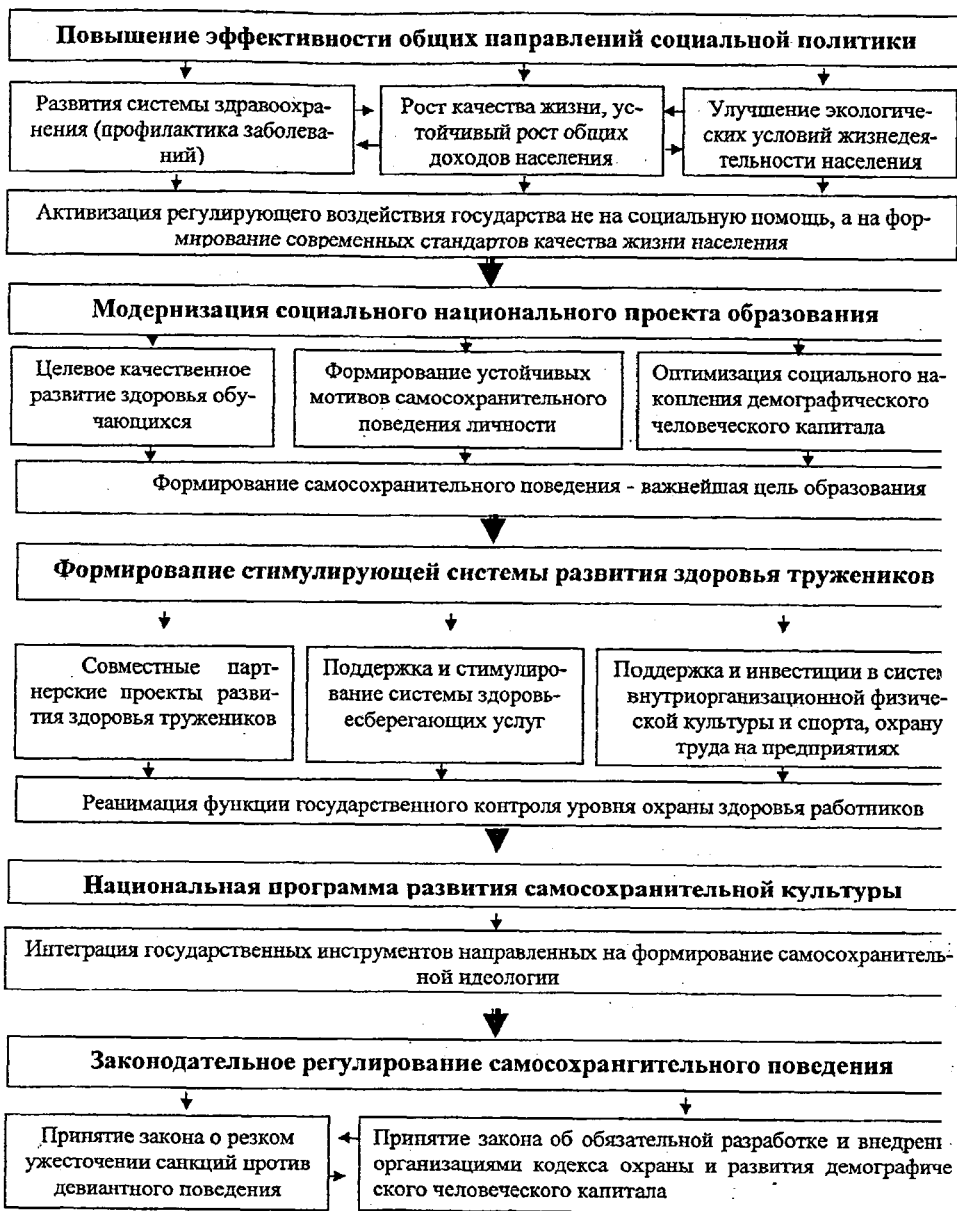 Повышение эффективности общих направлений социальной политики
Развития системы здравоохра-
нения (профилактика заболева-
ний)
Рост качества жизни, ус-
тойчивый рост общих
доходов населения
Улучшение экологиче-
ских условий жизнедея-
тельности населения
Активизация регулирующего воздействия государства не на социальную помощь, а на фор-
мирование современных стандартов качества жизни населения
Модернизация социального национального проекта образования
Целевое качественное
развитие здоровья обу-
чающихся
Формирование устойчивых
мотивов самосохранительного
поведения личности
Оптимизация социального на-
копления демографического
человеческого капитала
Формирование самосохранительного поведения - важнейшая цель образования
Формирование стимулирующей системы развития здоровья тружеников
Совместные парт-
нерские проекты разви-
тия здоровья тружеников
Поддержка и стимулиро-
вание системы здоровь-
есберегающих услуг
Поддержка и инвестиции в систем
внутриорганизационной физиче-
ской культуры и спорта, охрану
труда на предприятиях
Реанимация функции государственного контроля уровня охраны здоровья работников
Национальная программа развития самосохранительной культуры
Интеграция государственных инструментов направленных на формирование самосохранитель-
ной идеологии
Законодательное регулирование самосохрангительного поведения
Принятие закона о резком
ужесточении санкций против
девиантного поведения
Принятие закона об обязательной разработке и внедрени
организациями кодекса охраны и развития демографиче
ского человеческого капитала